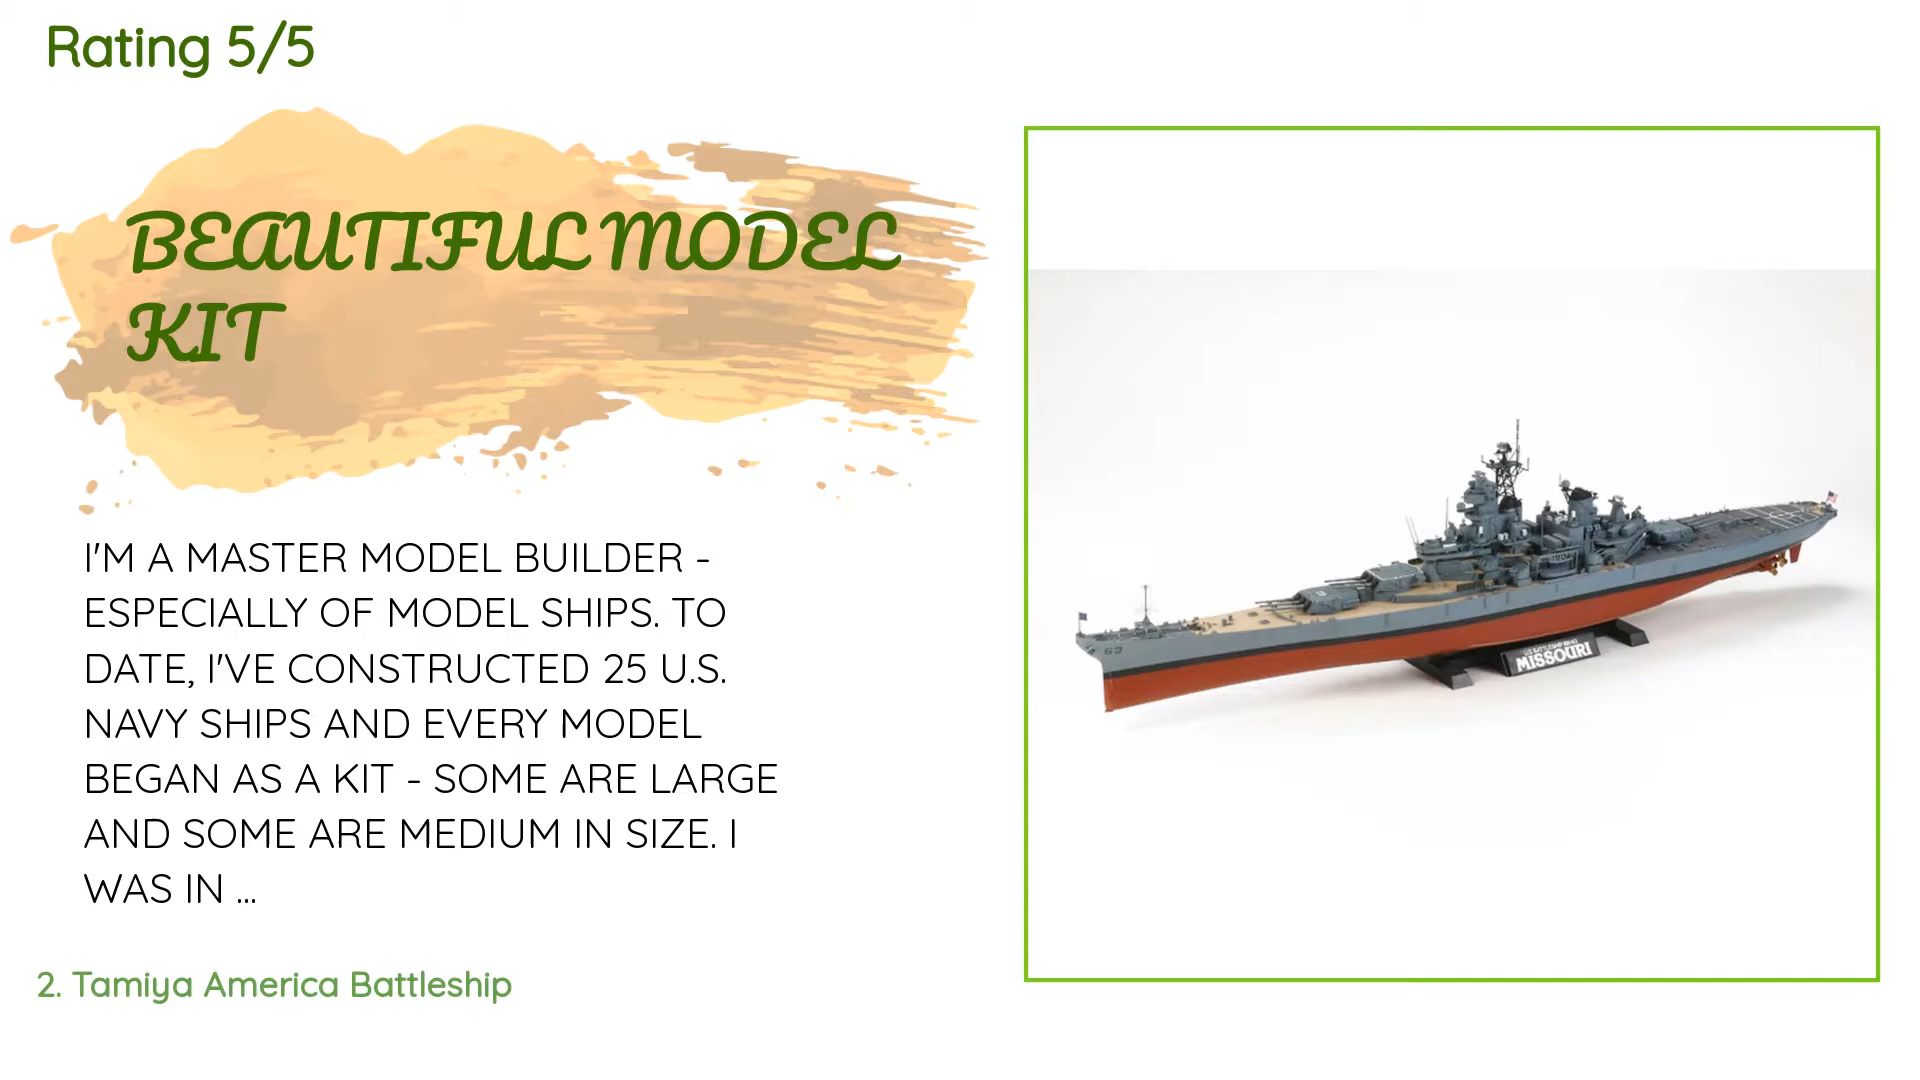 Rating 5/5
BEAUTIFUL MODEL
KIT
I'M A MASTER MODEL BUILDER -
ESPECIALLY OF MODEL SHIPS. TO
DATE, I'VE CONSTRUCTED 25 U.S.
NAVY SHIPS AND EVERY MODEL
BEGAN AS A KIT - SOME ARE LARGE
AND SOME ARE MEDIUM IN SIZE. I
WAS IN ...
2. Tamiya America Battleship
63
MISSOURI